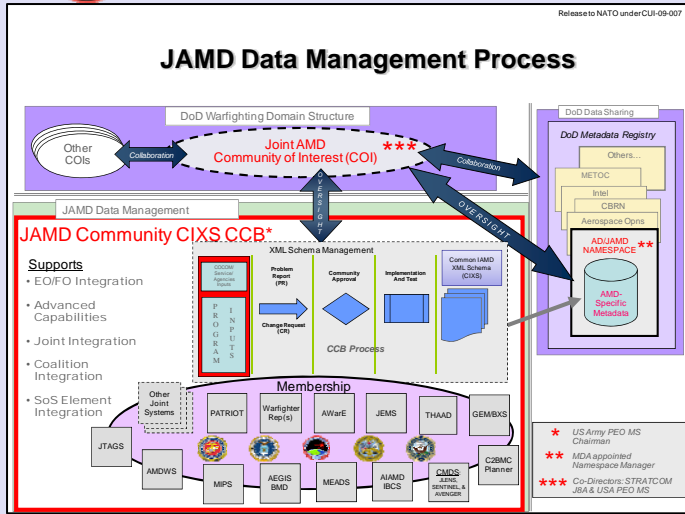 Release to NATO under CUI-09-007
JAMD Data Management Process
DoD Warfighting Domain Structure
Other
COIs
Collaboration
Joint AMD
Community of Interest (COI)
***
Collaboration
OVERSIGHT
OVERSIGHT
DoD Data Sharing
DoD Metadata Registry
Others...
METOC
Intel
CBRN
Aerospace Opns
AD/JAMD
NAMESPACE
**
AMD-
Specific
Metadata
JAMD Data Management
JAMD Community CIXS CCB*
Supports
• EO/FO Integration
• Advanced
Capabilities
• Joint Integration
• Coalition
Integration
• SoS Element
Integration
XML Schema Management
COCOM/
Service/
Agencies
Inputs
PROGRAM
INPUTS
Problem
Report
(PR)
Change Request
(CR)
Community
Approval
Implementation
And Test
Common IAMD
XML Schema
(CIXS)
CCB Process
Membership
Other
Joint
Systems
PATRIOT
Warfighter
Rep(s)
AWarE
JEMS
THAAD
GEM/BXS
JTAGS
AMDWS
MIPS
AEGIS
BMD
MEADS
AIAMD
IBCS
CMDS:
JLENS,
SENTINEL, &
AVENGER
C2BMC
Planner
* US Army PEO MS
Chairman
** MDA appointed
Namespace Manager
*** Co-Directors: STRATCOM
J8A & USA PEO MS